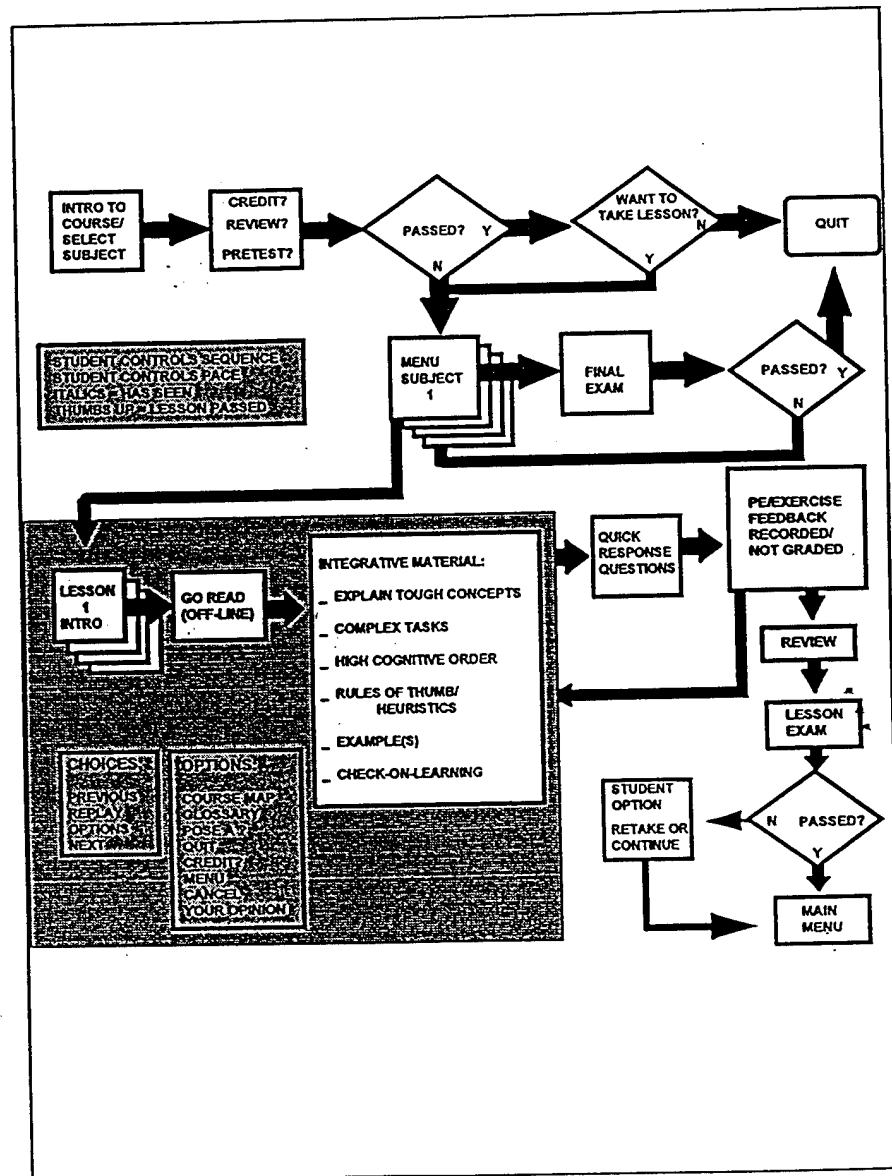 INTRO TO
COURSE/
SELECT
SUBJECT
CREDIT?
REVIEW?
PRETEST?
PASSED?
Y
N
WANT TO
TAKE LESSON?
N
Y
QUIT
STUDENT CONTROLS SEQUENCE
STUDENT CONTROLS PACE
ITALICS = HAS SEEN
THUMBS UP = LESSON PASSED
MENU
SUBJECT
1
FINAL
EXAM
PASSED?
Y
N
LESSON
1
INTRO
GO READ
(OFF-LINE)
INTEGRATIVE MATERIAL:
_ EXPLAIN TOUGH CONCEPTS
_ COMPLEX TASKS
_ HIGH COGNITIVE ORDER
_ RULES OF THUMB/
HEURISTICS
_ EXAMPLE(S)
_ CHECK-ON-LEARNING
QUICK
RESPONSE
QUESTIONS
PE/EXERCISE
FEEDBACK
RECORDED/
NOT GRADED
REVIEW
LESSON
EXAM
CHOICES:
PREVIOUS
REPLAY
OPTIONS
NEXT
OPTIONS:
COURSE MAP
GLOSSARY
POSE A ?
QUIT
CREDIT?
MENU
CANCEL
YOUR OPINION
STUDENT
OPTION
RETAKE OR
CONTINUE
N
PASSED?
Y
MAIN
MENU